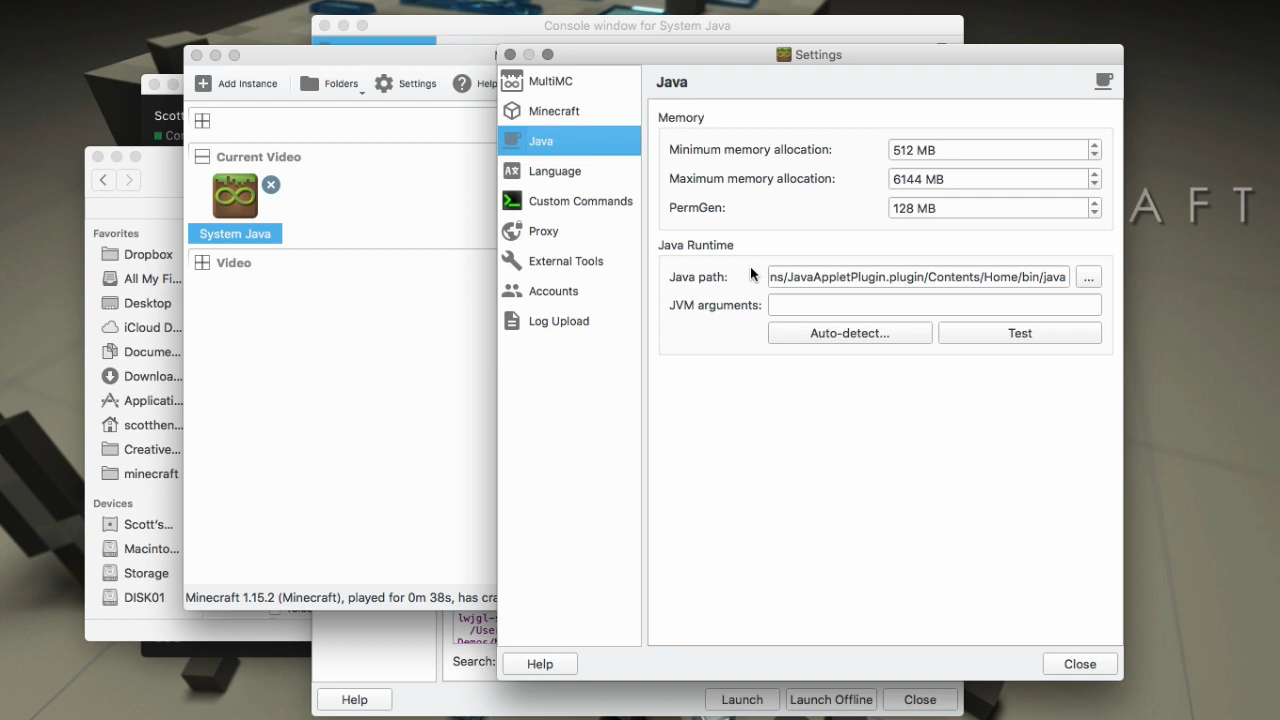 Console window for System Java
Settings
Add Instance
Folders
Settings
Help
Current Video
System Java
Video
Minecraft 1.15.2 (Minecraft), played for 0m 38s, has cra
Favorites
Dropbox
All My Fi...
Desktop
iCloud D...
Docume...
Downloa...
Applicati...
scotthen...
Creative...
minecraft
Devices
Scott's...
Macinto...
Storage
DISK01
MultiMC
Minecraft
Java
Language
Custom Commands
Proxy
External Tools
Accounts
Log Upload
Java
Memory
Minimum memory allocation: 512 MB
Maximum memory allocation: 6144 MB
PermGen: 128 MB
Java Runtime
Java path: ns/JavaAppletPlugin.plugin/Contents/Home/bin/java ...
JVM arguments:
Auto-detect... Test
Help Close
/User
Search:
Help Launch Launch Offline Close
A F T